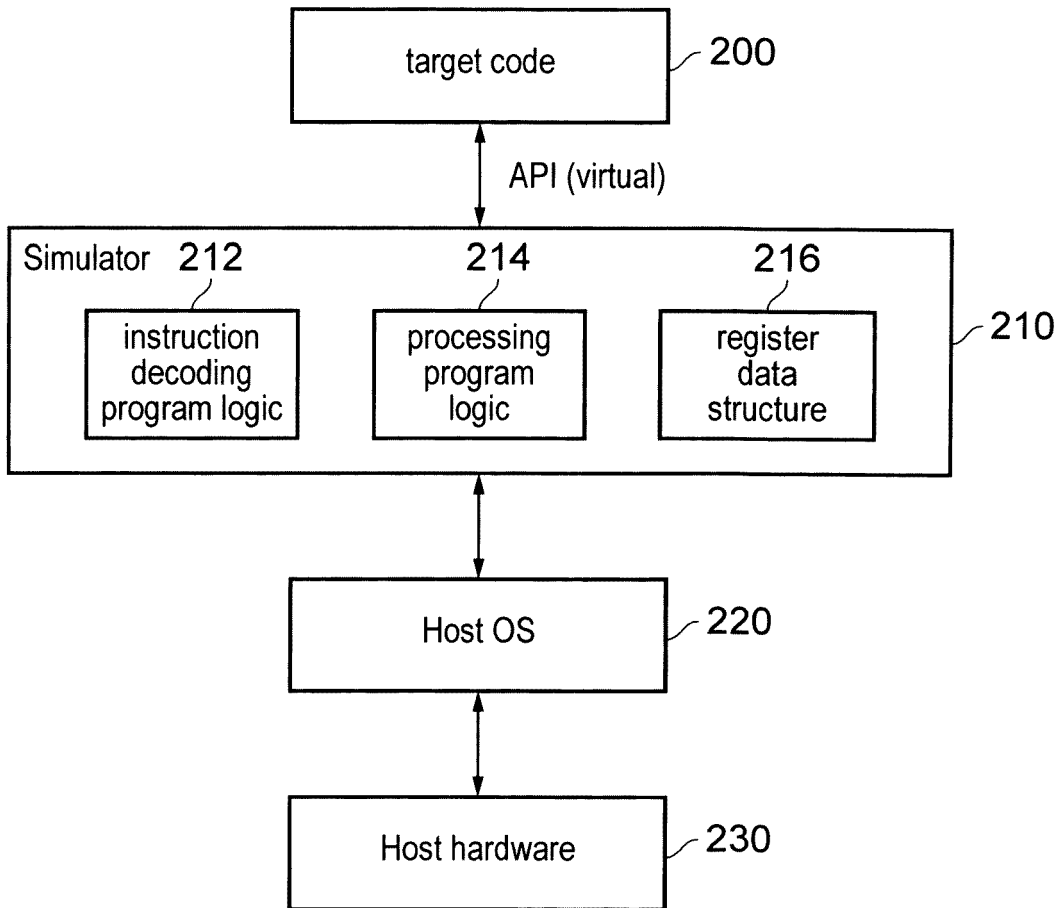 target code
200
API (virtual)
Simulator
212
214
216
instruction
decoding
program logic
processing
program
logic
register
data
structure
210
Host OS
220
Host hardware
230